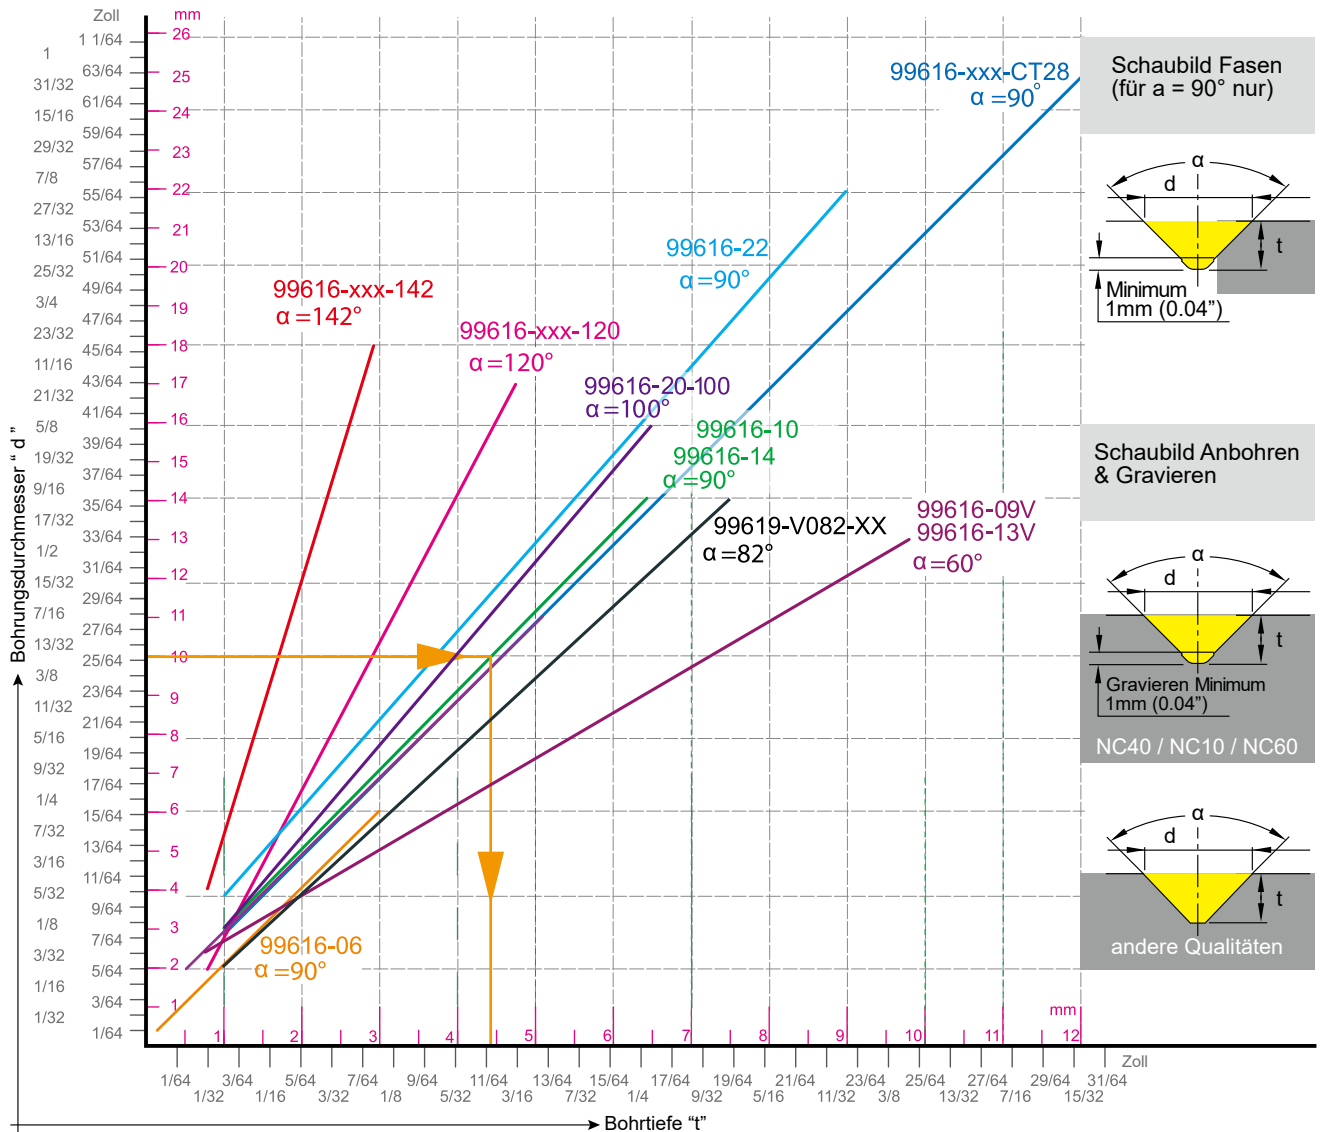 Zoll
mm
1 1/64
1
63/64
31/32
61/64
15/16
59/64
29/32
57/64
7/8
55/64
27/32
53/64
13/16
51/64
25/32
49/64
3/4
47/64
23/32
45/64
11/16
43/64
21/32
41/64
5/8
39/64
19/32
37/64
9/16
35/64
17/32
33/64
1/2
31/64
15/32
29/64
7/16
27/64
13/32
25/64
3/8
23/64
11/32
21/64
5/16
19/64
9/32
17/64
1/4
15/64
7/32
13/64
3/16
11/64
5/32
9/64
1/8
7/64
3/32
5/64
1/16
3/64
1/32
1/64
26
25
24
23
22
21
20
19
18
17
16
15
14
13
12
11
10
9
8
7
6
5
4
3
2
1
Bohrungsdurchmesser “ d ”
99616-xxx-CT28
α =90°
99616-22
α =90°
99616-xxx-142
α =142°
99616-xxx-120
α =120°
99616-20-100
α =100°
99616-10
99616-14
α =90°
99619-V082-XX
α =82°
99616-09V
99616-13V
α =60°
99616-06
α =90°
1 2 3 4 5 6 7 8 9 10 11 12
mm
Zoll
1/64 3/64 5/64 7/64 9/64 11/64 13/64 15/64 17/64 19/64 21/64 23/64 25/64 27/64 29/64 31/64
1/32 1/16 3/32 1/8 5/32 3/16 7/32 1/4 9/32 5/16 11/32 3/8 13/32 7/16 15/32
Bohrtiefe “t”
Schaubild Fasen
(für a = 90° nur)
α
d
t
Minimum
1mm (0.04”)
Schaubild Anbohren
& Gravieren
α
d
t
Gravieren Minimum
1mm (0.04”)
NC40 / NC10 / NC60
α
d
t
andere Qualitäten